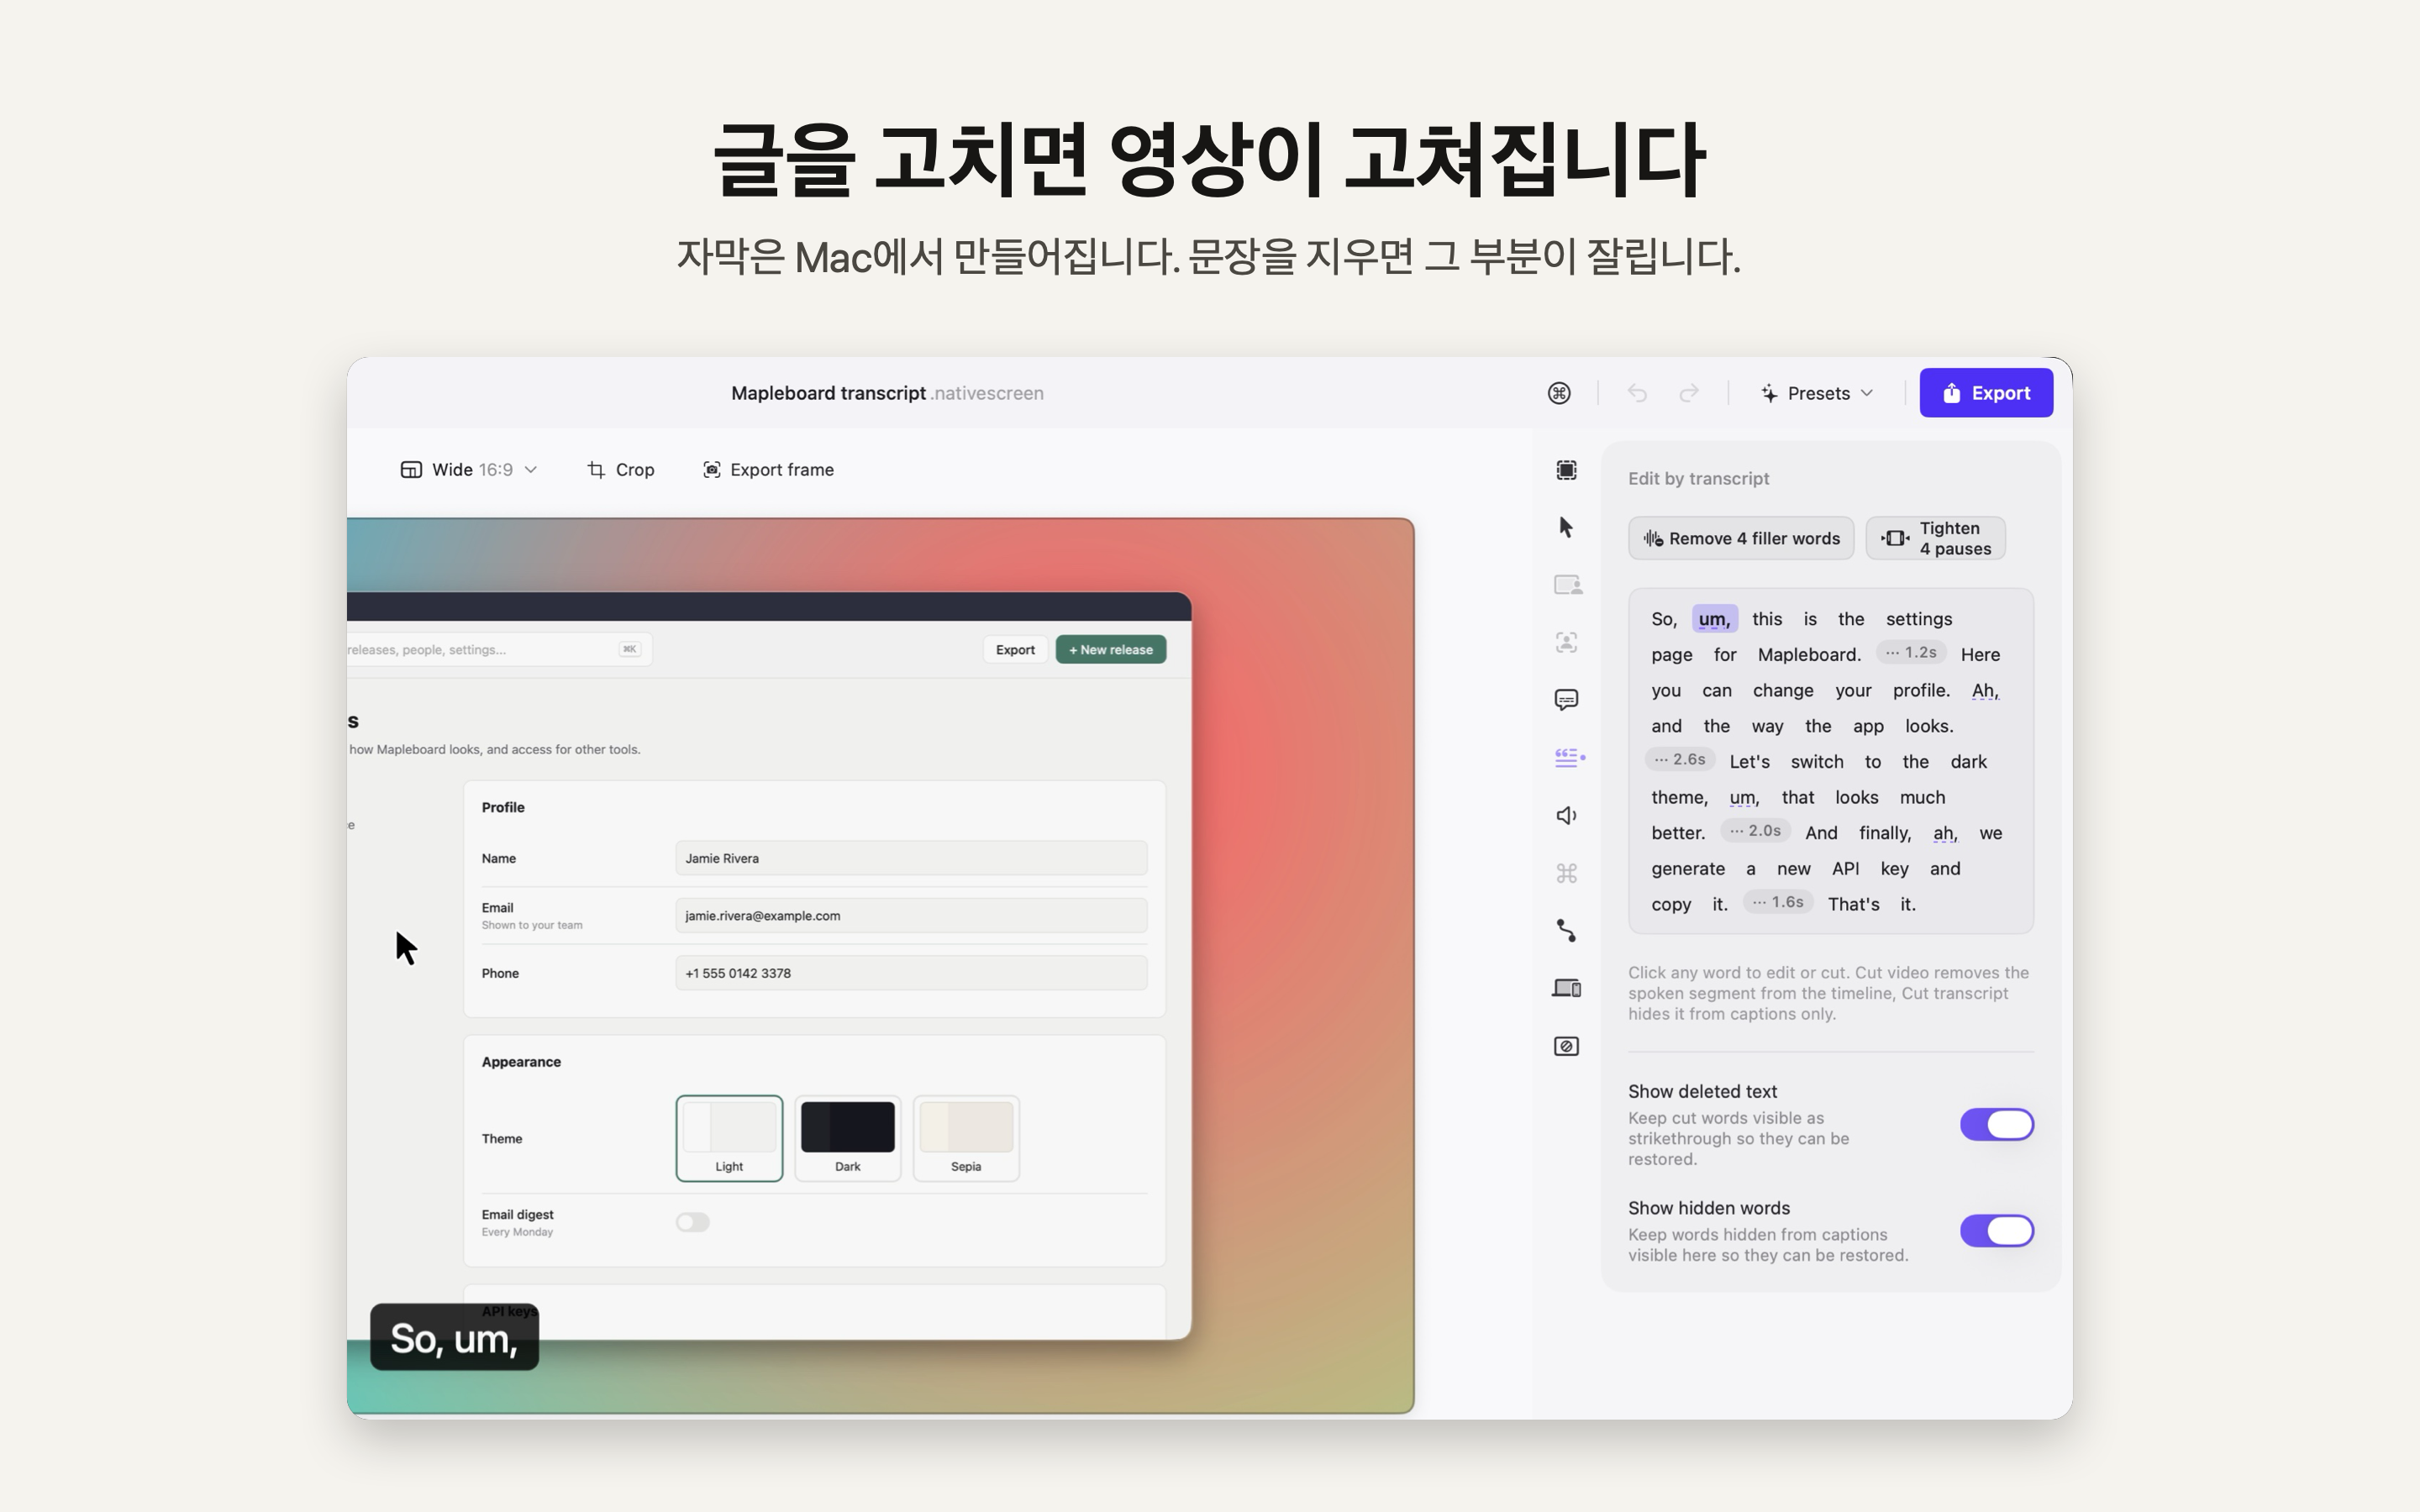 글을 고치면 영상이 고쳐집니다
자막은 Mac에서 만들어집니다. 문장을 지우면 그 부분이 잘립니다.
Mapleboard transcript .nativescreen
Presets
Export
Wide 16:9
Crop
Export frame
releases, people, settings...
⌘K
Export
+ New release
s
how Mapleboard looks, and access for other tools.
e
Profile
Name
Jamie Rivera
Email
Shown to your team
jamie.rivera@example.com
Phone
+1 555 0142 3378
Appearance
Theme
Light
Dark
Sepia
Email digest
Every Monday
API keys
So, um,
Edit by transcript
Remove 4 filler words
Tighten
4 pauses
So, um, this is the settings
page for Mapleboard. ··· 1.2s Here
you can change your profile. Ah,
and the way the app looks.
··· 2.6s Let's switch to the dark
theme, um, that looks much
better. ··· 2.0s And finally, ah, we
generate a new API key and
copy it. ··· 1.6s That's it.
Click any word to edit or cut. Cut video removes the
spoken segment from the timeline, Cut transcript
hides it from captions only.
Show deleted text
Keep cut words visible as
strikethrough so they can be
restored.
Show hidden words
Keep words hidden from captions
visible here so they can be restored.